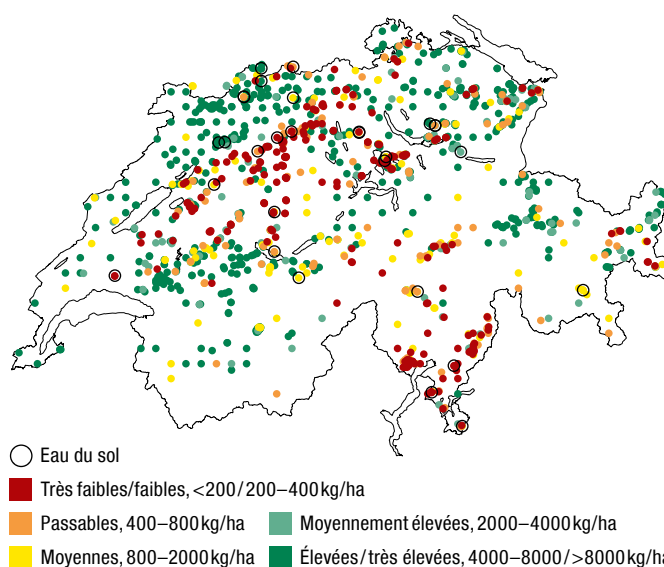 Eau du sol
Très faibles/faibles, <200/200–400 kg/ha
Passables, 400–800 kg/ha
Moyennement élevées, 2000–4000 kg/ha
Moyennes, 800–2000 kg/ha
Élevées/très élevées, 4000–8000/>8000 kg/ha